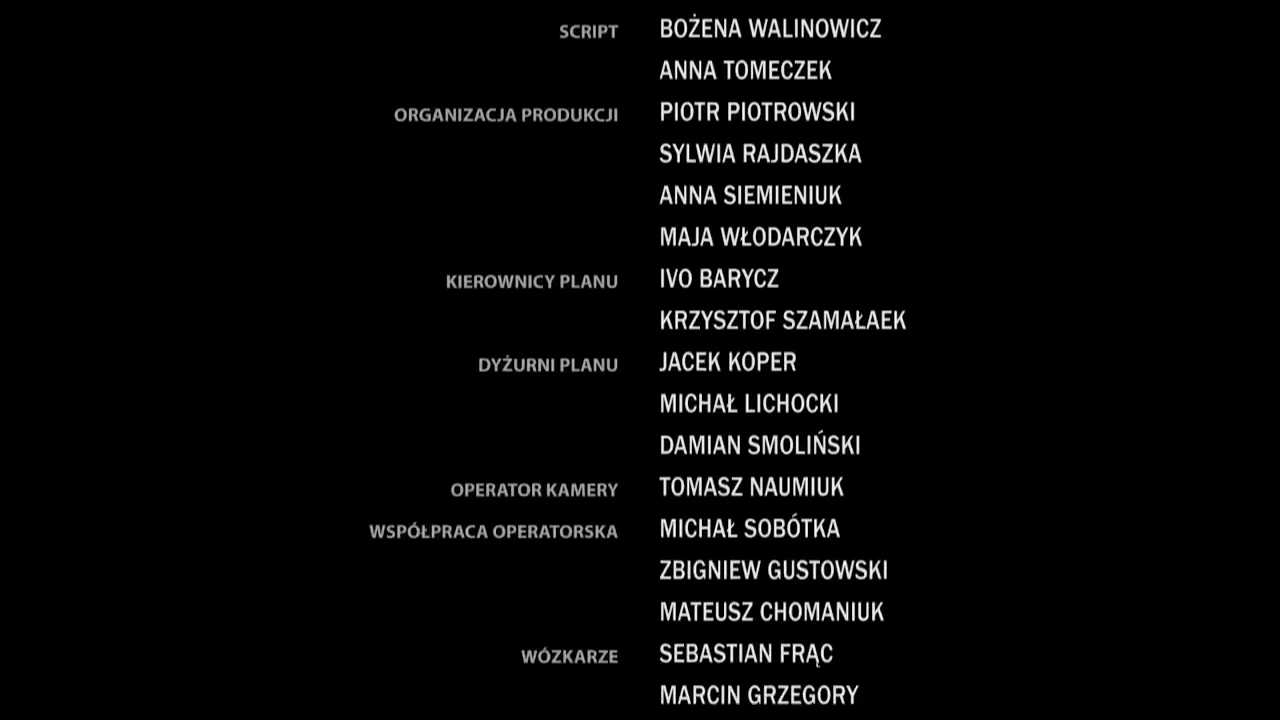 SCRIPT BOŻENA WALINOWICZ
ANNA TOMECZEK
ORGANIZACJA PRODUKCJI PIOTR PIOTROWSKI
SYLWIA RAJDASZKA
ANNA SIEMIENIUK
MAJA WŁODARCZYK
KIEROWNICY PLANU IVO BARYCZ
KRZYSZTOF SZAMAŁAEK
DYŻURNI PLANU JACEK KOPER
MICHAŁ LICHOCKI
DAMIAN SMOLIŃSKI
OPERATOR KAMERY TOMASZ NAUMIUK
WSPÓŁPRACA OPERATORSKA MICHAŁ SOBÓTKA
ZBIGNIEW GUSTOWSKI
MATEUSZ CHOMANIUK
WÓZKARZE SEBASTIAN FRĄC
MARCIN GRZEGORY